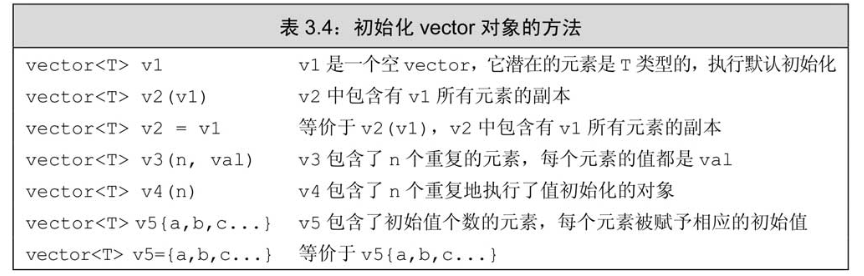 表 3.4：初始化 vector 对象的方法
vector<T> v1 v1 是一个空 vector，它潜在的元素是 T 类型的，执行默认初始化
vector<T> v2(v1) v2 中包含有 v1 所有元素的副本
vector<T> v2 = v1 等价于 v2(v1)，v2 中包含有 v1 所有元素的副本
vector<T> v3(n, val) v3 包含了 n 个重复的元素，每个元素的值都是 val
vector<T> v4(n) v4 包含了 n 个重复地执行了值初始化的对象
vector<T> v5{a,b,c...} v5 包含了初始值个数的元素，每个元素被赋予相应的初始值
vector<T> v5={a,b,c...} 等价于 v5{a,b,c...}